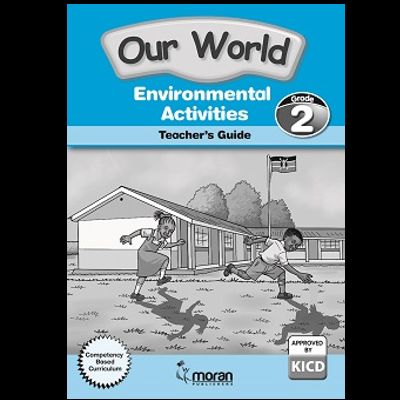 Our World
Environmental
Activities
Grade
2
Teacher's Guide
Competency
Based
Curriculum
moran
PUBLISHERS
APPROVED
BY
KICD